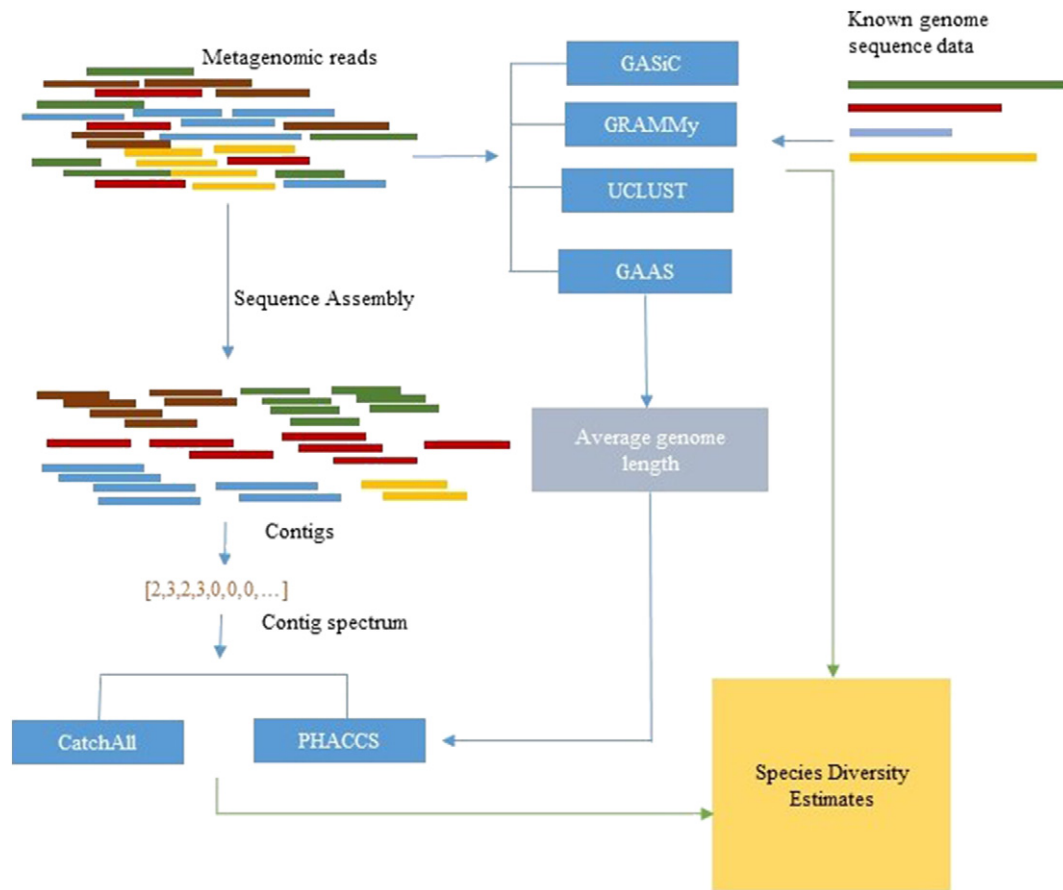 Metagenomic reads
Known genome
sequence data
GASiC
GRAMMy
UCLUST
GAAS
Sequence Assembly
Average genome
length
Contigs
[2,3,2,3,0,0,0,...]
Contig spectrum
CatchAll
PHACCS
Species Diversity
Estimates